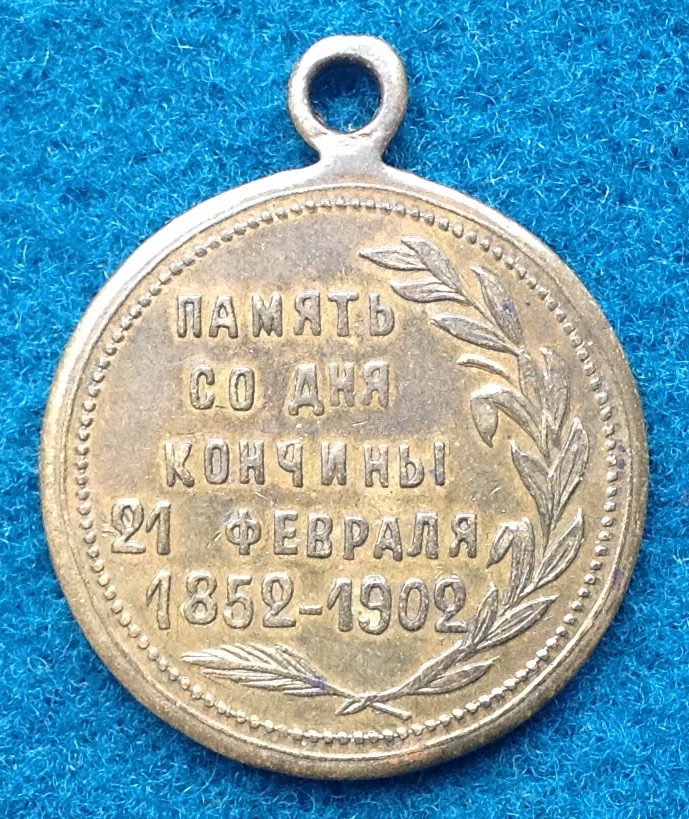 ПАМЯТЬ
СО ДНЯ
КОНЧИНЫ
21 ФЕВРАЛЯ
1852-1902